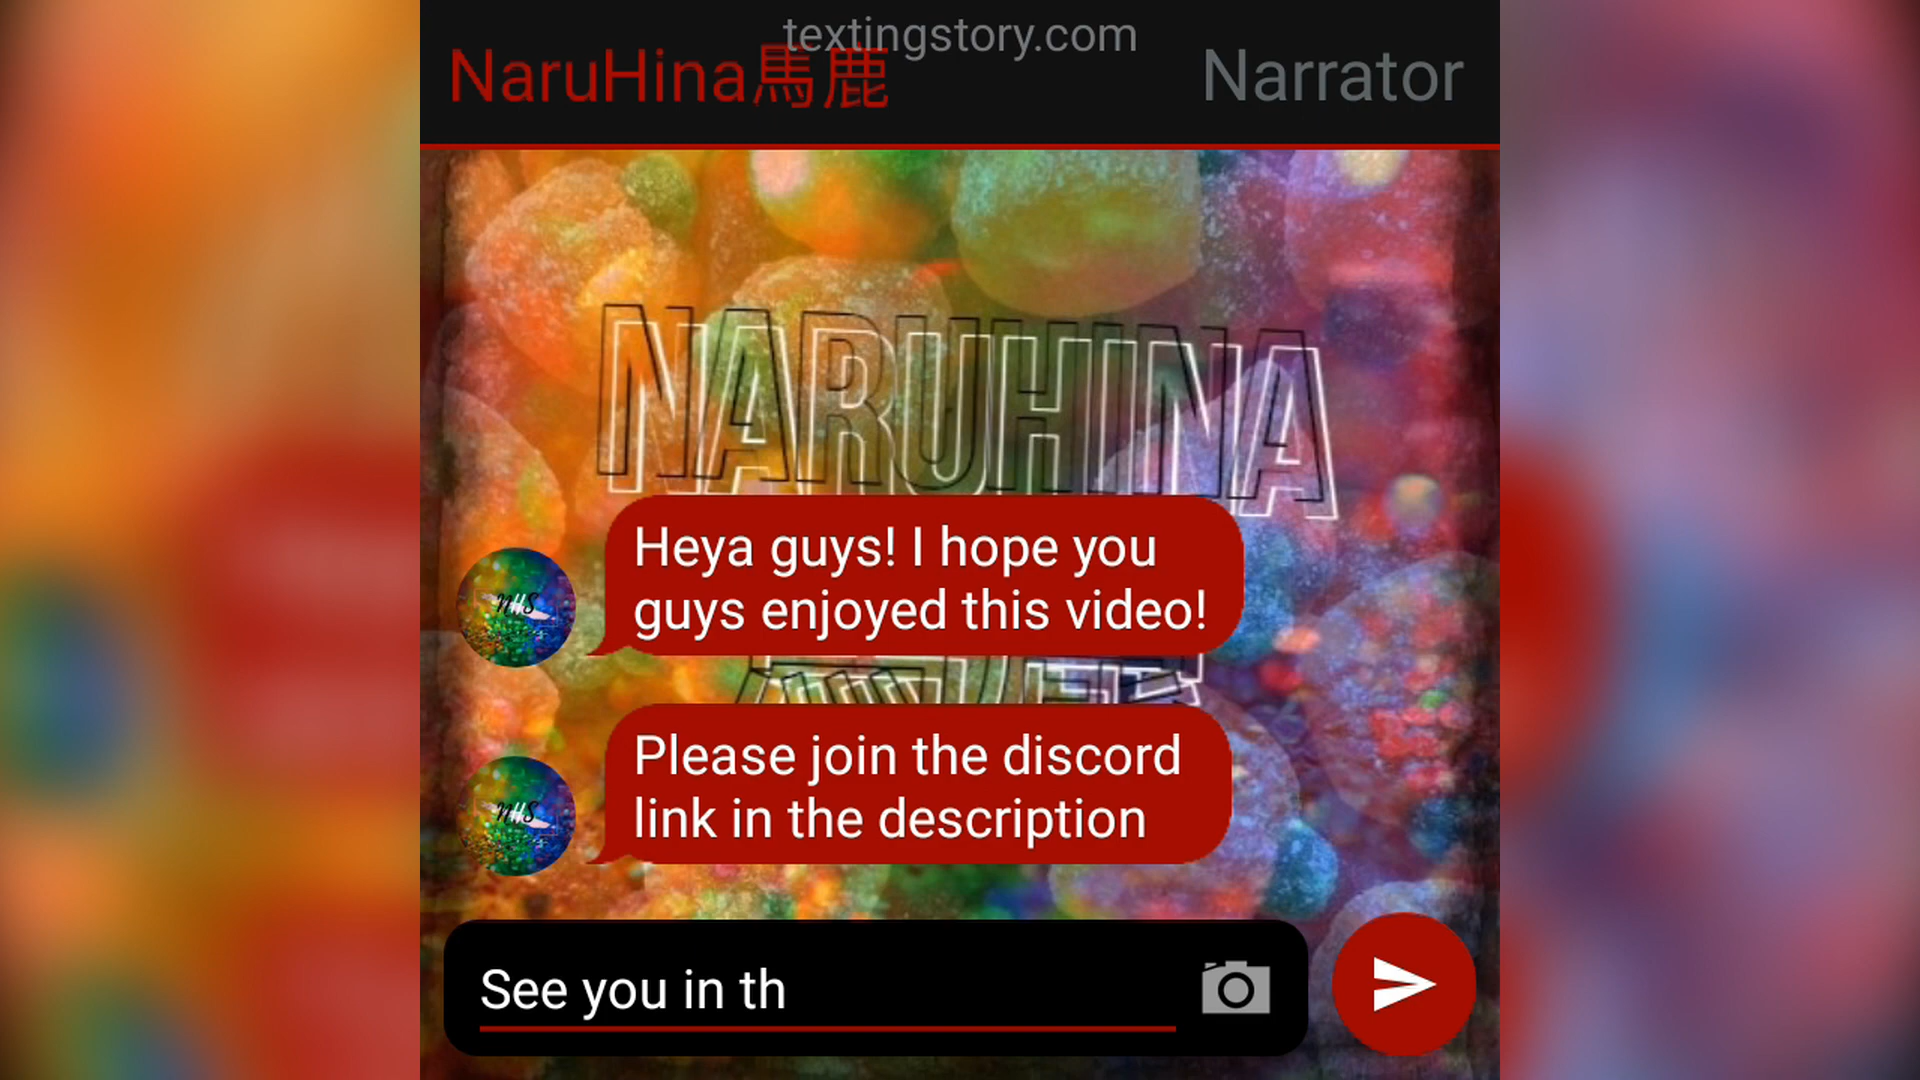 textingstory.com
NaruHina馬鹿
Narrator
NARUHINA
Heya guys! I hope you
guys enjoyed this video!
Please join the discord
link in the description
See you in th